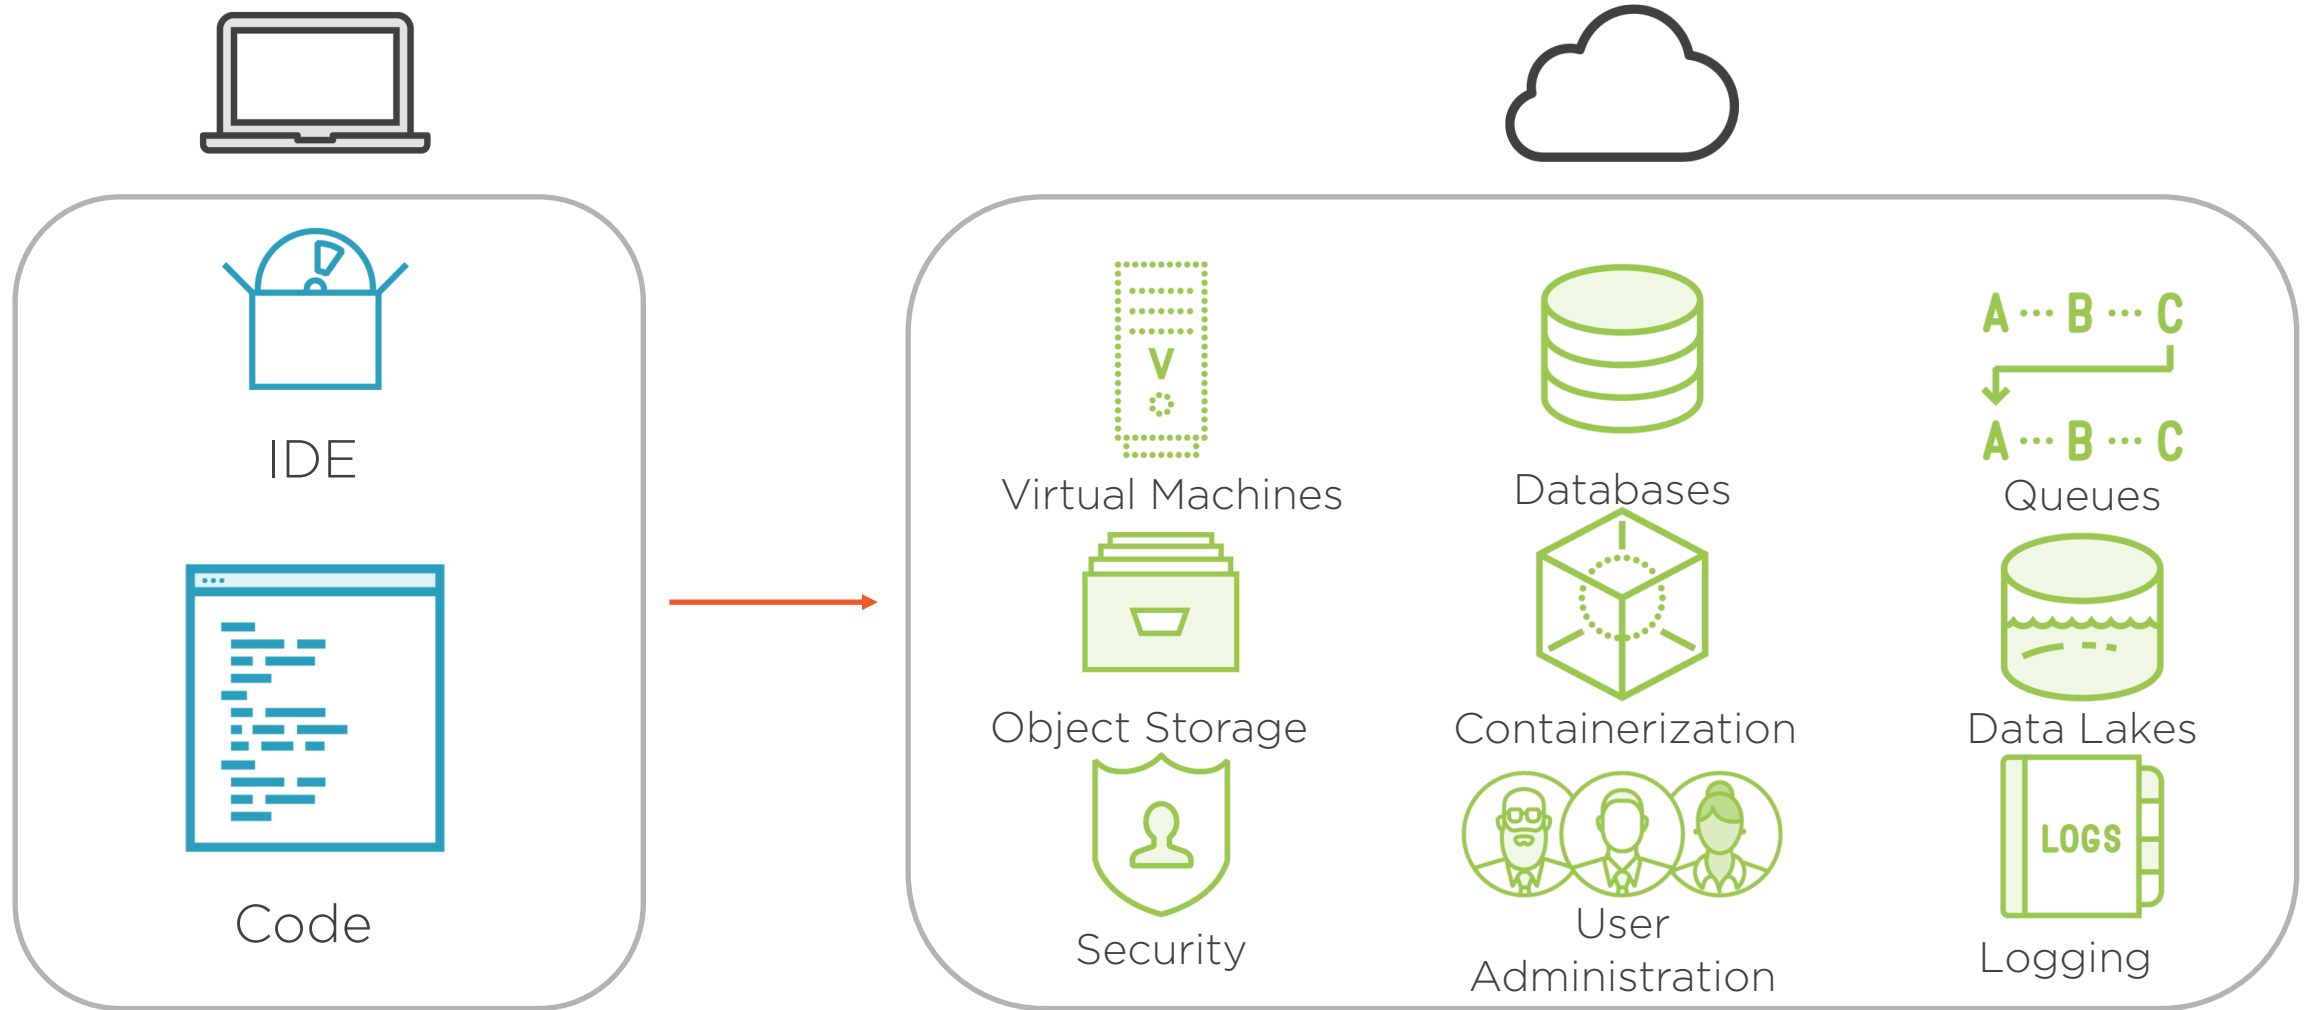 IDE
Code
V
A ··· B ··· C
A ··· B ··· C
Virtual Machines
Databases
Queues
Object Storage
Containerization
Data Lakes
LOGS
Security
User
Administration
Logging